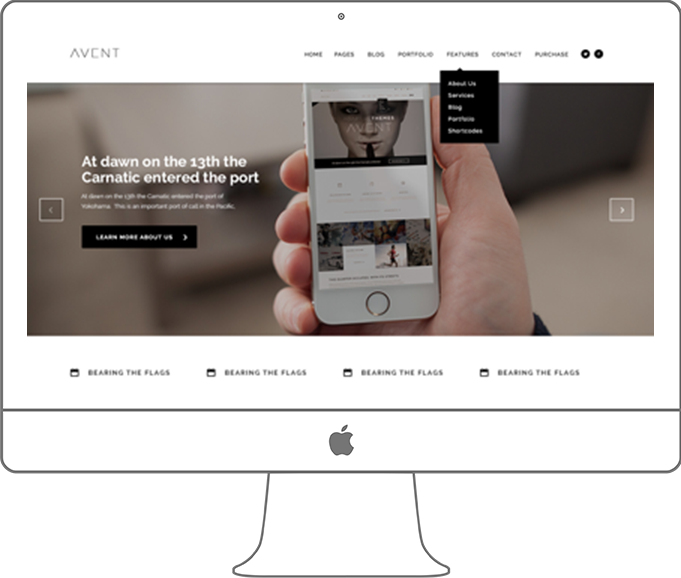 AVENT
HOME PAGES BLOG PORTFOLIO FEATURES CONTACT PURCHASE
About Us
Services
Blog
Portfolio
Shortcodes
THEMES
AVENT
At dawn on the 13th the
Carnatic entered the port
At dawn on the 13th the Carnatic entered the port of
Yokohama. This is an important port of call in the Pacific.
LEARN MORE ABOUT US
BEARING THE FLAGS BEARING THE FLAGS BEARING THE FLAGS BEARING THE FLAGS